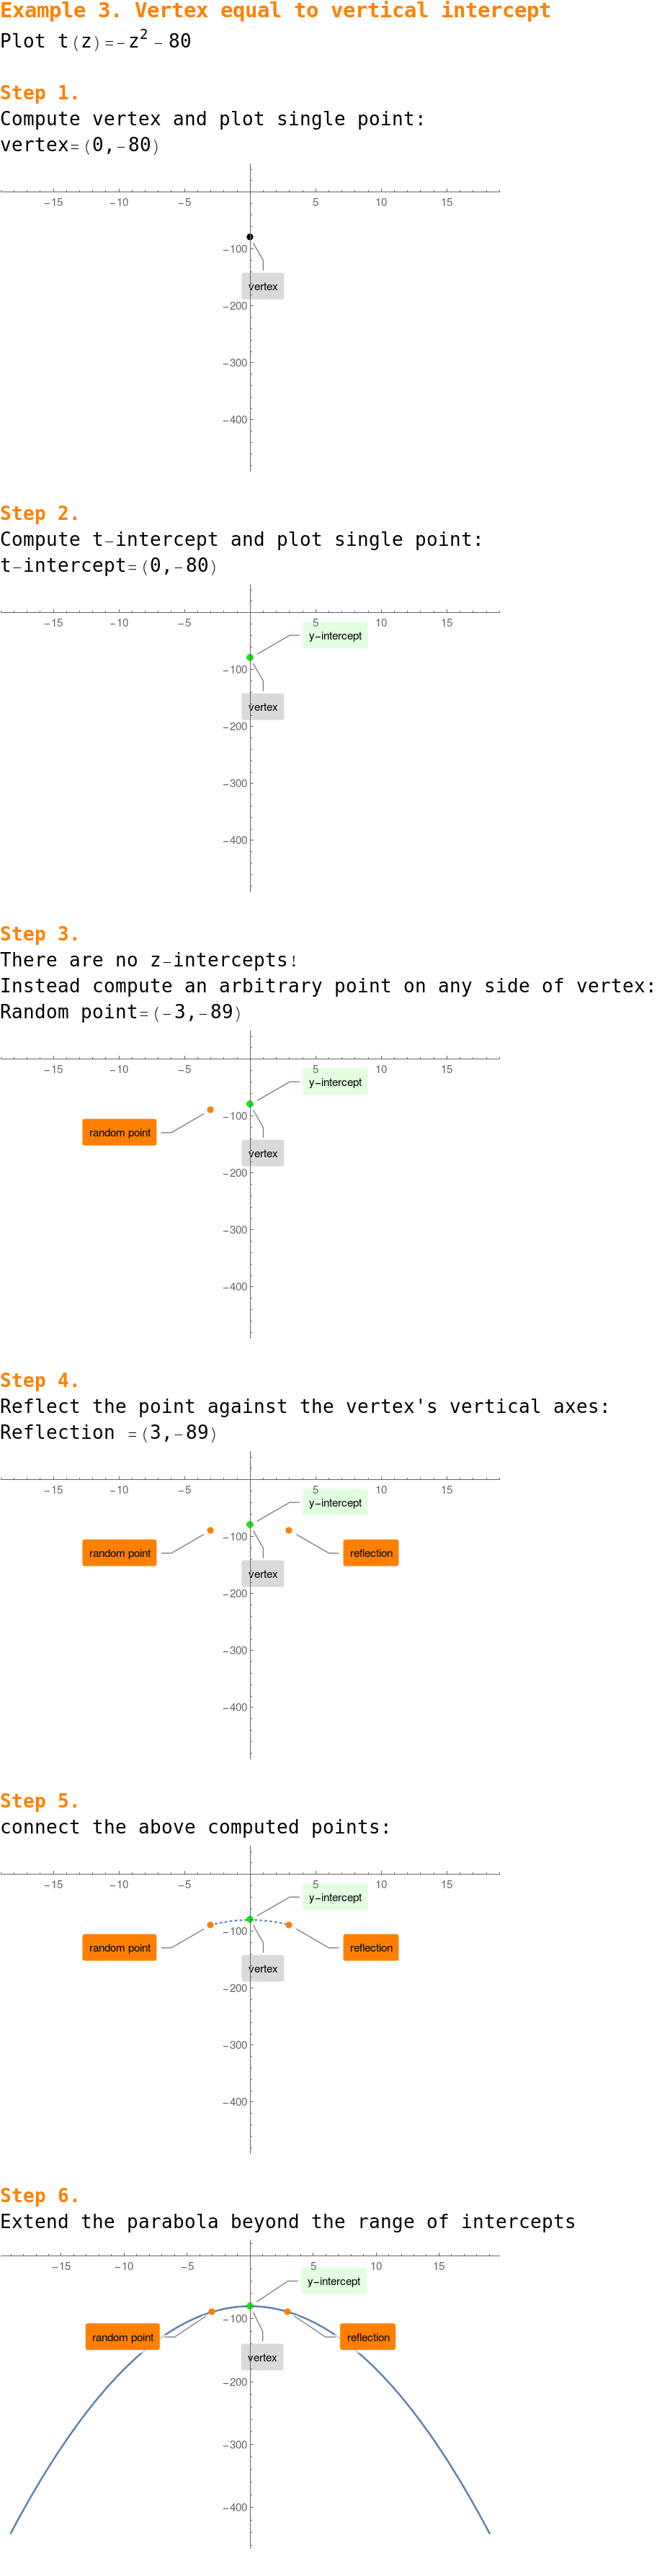 Example 3. Vertex equal to vertical intercept
Plot t(z)=-z² - 80
Step 1.
Compute vertex and plot single point:
vertex=(0,-80)
-15 -10 -5 5 10 15
-100
vertex
-200
-300
-400
Step 2.
Compute t-intercept and plot single point:
t-intercept=(0,-80)
-15 -10 -5 5 10 15
y-intercept
-100
vertex
-200
-300
-400
Step 3.
There are no z-intercepts!
Instead compute an arbitrary point on any side of vertex:
Random point=(-3,-89)
-15 -10 -5 5 10 15
y-intercept
-100
random point
vertex
-200
-300
-400
Step 4.
Reflect the point against the vertex's vertical axes:
Reflection =(3,-89)
-15 -10 -5 5 10 15
y-intercept
-100
random point reflection
vertex
-200
-300
-400
Step 5.
connect the above computed points:
-15 -10 -5 5 10 15
y-intercept
-100
random point reflection
vertex
-200
-300
-400
Step 6.
Extend the parabola beyond the range of intercepts
-15 -10 -5 5 10 15
y-intercept
-100
random point reflection
vertex
-200
-300
-400